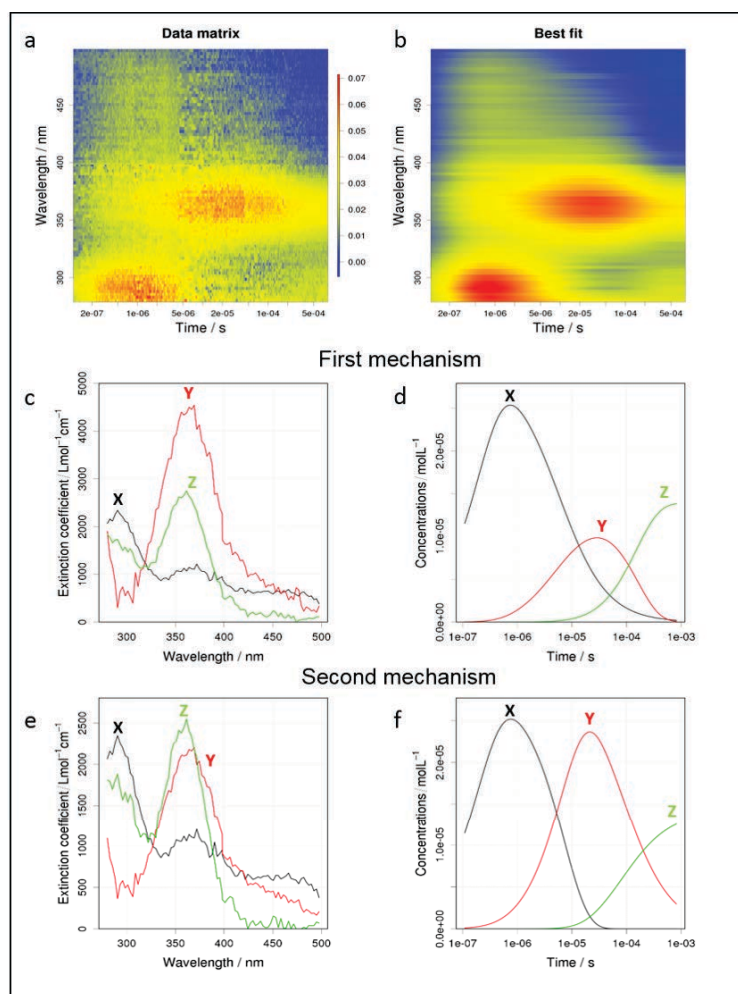 a
Data matrix
b
Best fit
Wavelength / nm
450
400
350
300
0.07
0.06
0.05
0.04
0.03
0.02
0.01
0.00
2e-07 1e-06 5e-06 2e-05 1e-04 5e-04
Time / s
Wavelength / nm
450
400
350
300
2e-07 1e-06 5e-06 2e-05 1e-04 5e-04
Time / s
First mechanism
c
Extinction coefficient/Lmol⁻¹cm⁻¹
5000
4000
3000
2000
1000
0
X
Y
Z
300 350 400 450 500
Wavelength / nm
d
Concentrations/molL⁻¹
2.0e-05
1.0e-05
0.0e+00
X
Y
Z
1e-07 1e-06 1e-05 1e-04 1e-03
Time / s
Second mechanism
e
Extinction coefficient/Lmol⁻¹cm⁻¹
2500
2000
1500
1000
500
0
X
Z
Y
300 350 400 450 500
Wavelength / nm
f
Concentrations/molL⁻¹
2.0e-05
1.0e-05
0.0e+00
X
Y
Z
1e-07 1e-06 1e-05 1e-04 1e-03
Time / s